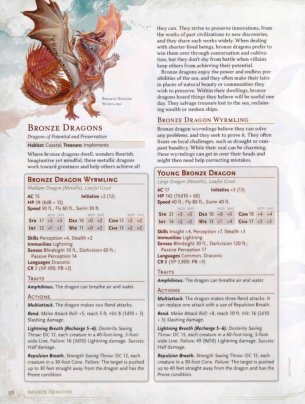 BRONZE DRAGON
WYRMLING
BRONZE DRAGONS
Dragons of Potential and Preservation
Habitat: Coastal; Treasure: Implements
Where bronze dragons dwell, wonders flourish.
Imaginative yet mindful, these metallic dragons
work toward greatness and help others achieve all
they can. They strive to preserve innovations, from
the works of past civilizations to new discoveries,
and they share such widely. When dealing
with shorter-lived beings, bronze dragons prefer to
win them over through conversation and
but they don't shy from battle when villains
keep others from achieving their potential.
Bronze dragons enjoy the power and endless
sibilities of the sea, and they often make their lairs
in places of natural beauty or communities they
wish to preserve. Within their dwellings, bronze
dragons hoard things they believe will be useful one
day. They salvage treasure lost to the sea,
ing wealth or sunken ships.
BRONZE DRAGON WYRMLING
Bronze dragon wyrmlings believe they can solve
any problems, and they seek to prove it. They often
fixate on local challenges, such as drought or
pant banditry. While their zeal can be charming,
these wyrmlings can get in over their heads and
might then need help correcting mistakes.
BRONZE DRAGON WYRMLING
Medium Dragon (Metallic), Lawful Good
AC 15 Initiative +2 (12)
HP 39 (6d8 + 12)
Speed 30 ft., Fly 60 ft., Swim 30 ft.
Skills Perception +4, Stealth +2
Immunities Lightning
Senses Blindsight 10 ft., Darkvision 60 ft.;
Passive Perception 14
Languages Draconic
CR 2 (XP 450; PB +2)
TRAITS
Amphibious. The dragon can breathe air and water.
ACTIONS
Multiattack. The dragon makes two Rend attacks.
Rend. Melee Attack Roll: +5, reach 5 ft. Hit: 8 (1d10 + 3)
Slashing damage.
Lightning Breath (Recharge 5–6). Dexterity Saving
Throw: DC 12, each creature in a 40-foot-long, 5-foot-
wide Line. Failure: 16 (3d10) Lightning damage. Success:
Half damage.
Repulsion Breath. Strength Saving Throw: DC 12, each
creature in a 30-foot Cone. Failure: The target is pushed
up to 30 feet straight away from the dragon and has the
Prone condition.
YOUNG BRONZE DRAGON
Large Dragon (Metallic), Lawful Good
AC 17 Initiative +3 (13)
HP 142 (15d10 + 60)
Speed 40 ft., Fly 80 ft., Swim 40 ft.
Skills Insight +4, Perception +7, Stealth +3
Immunities Lightning
Senses Blindsight 30 ft., Darkvision 120 ft.;
Passive Perception 17
Languages Common, Draconic
CR 8 (XP 3,900; PB +3)
TRAITS
Amphibious. The dragon can breathe air and water.
ACTIONS
Multiattack. The dragon makes three Rend attacks. It
can replace one attack with a use of Repulsion Breath.
Rend. Melee Attack Roll: +8, reach 10 ft. Hit: 16 (2d10
+ 5) Slashing damage.
Lightning Breath (Recharge 5–6). Dexterity Saving
Throw: DC 15, each creature in a 60-foot-long, 5-foot-
wide Line. Failure: 49 (9d10) Lightning damage. Success:
Half damage.
Repulsion Breath. Strength Saving Throw: DC 15, each
creature in a 30-foot Cone. Failure: The target is pushed
up to 40 feet straight away from the dragon and has the
Prone condition.
58 BRONZE DRAGONS